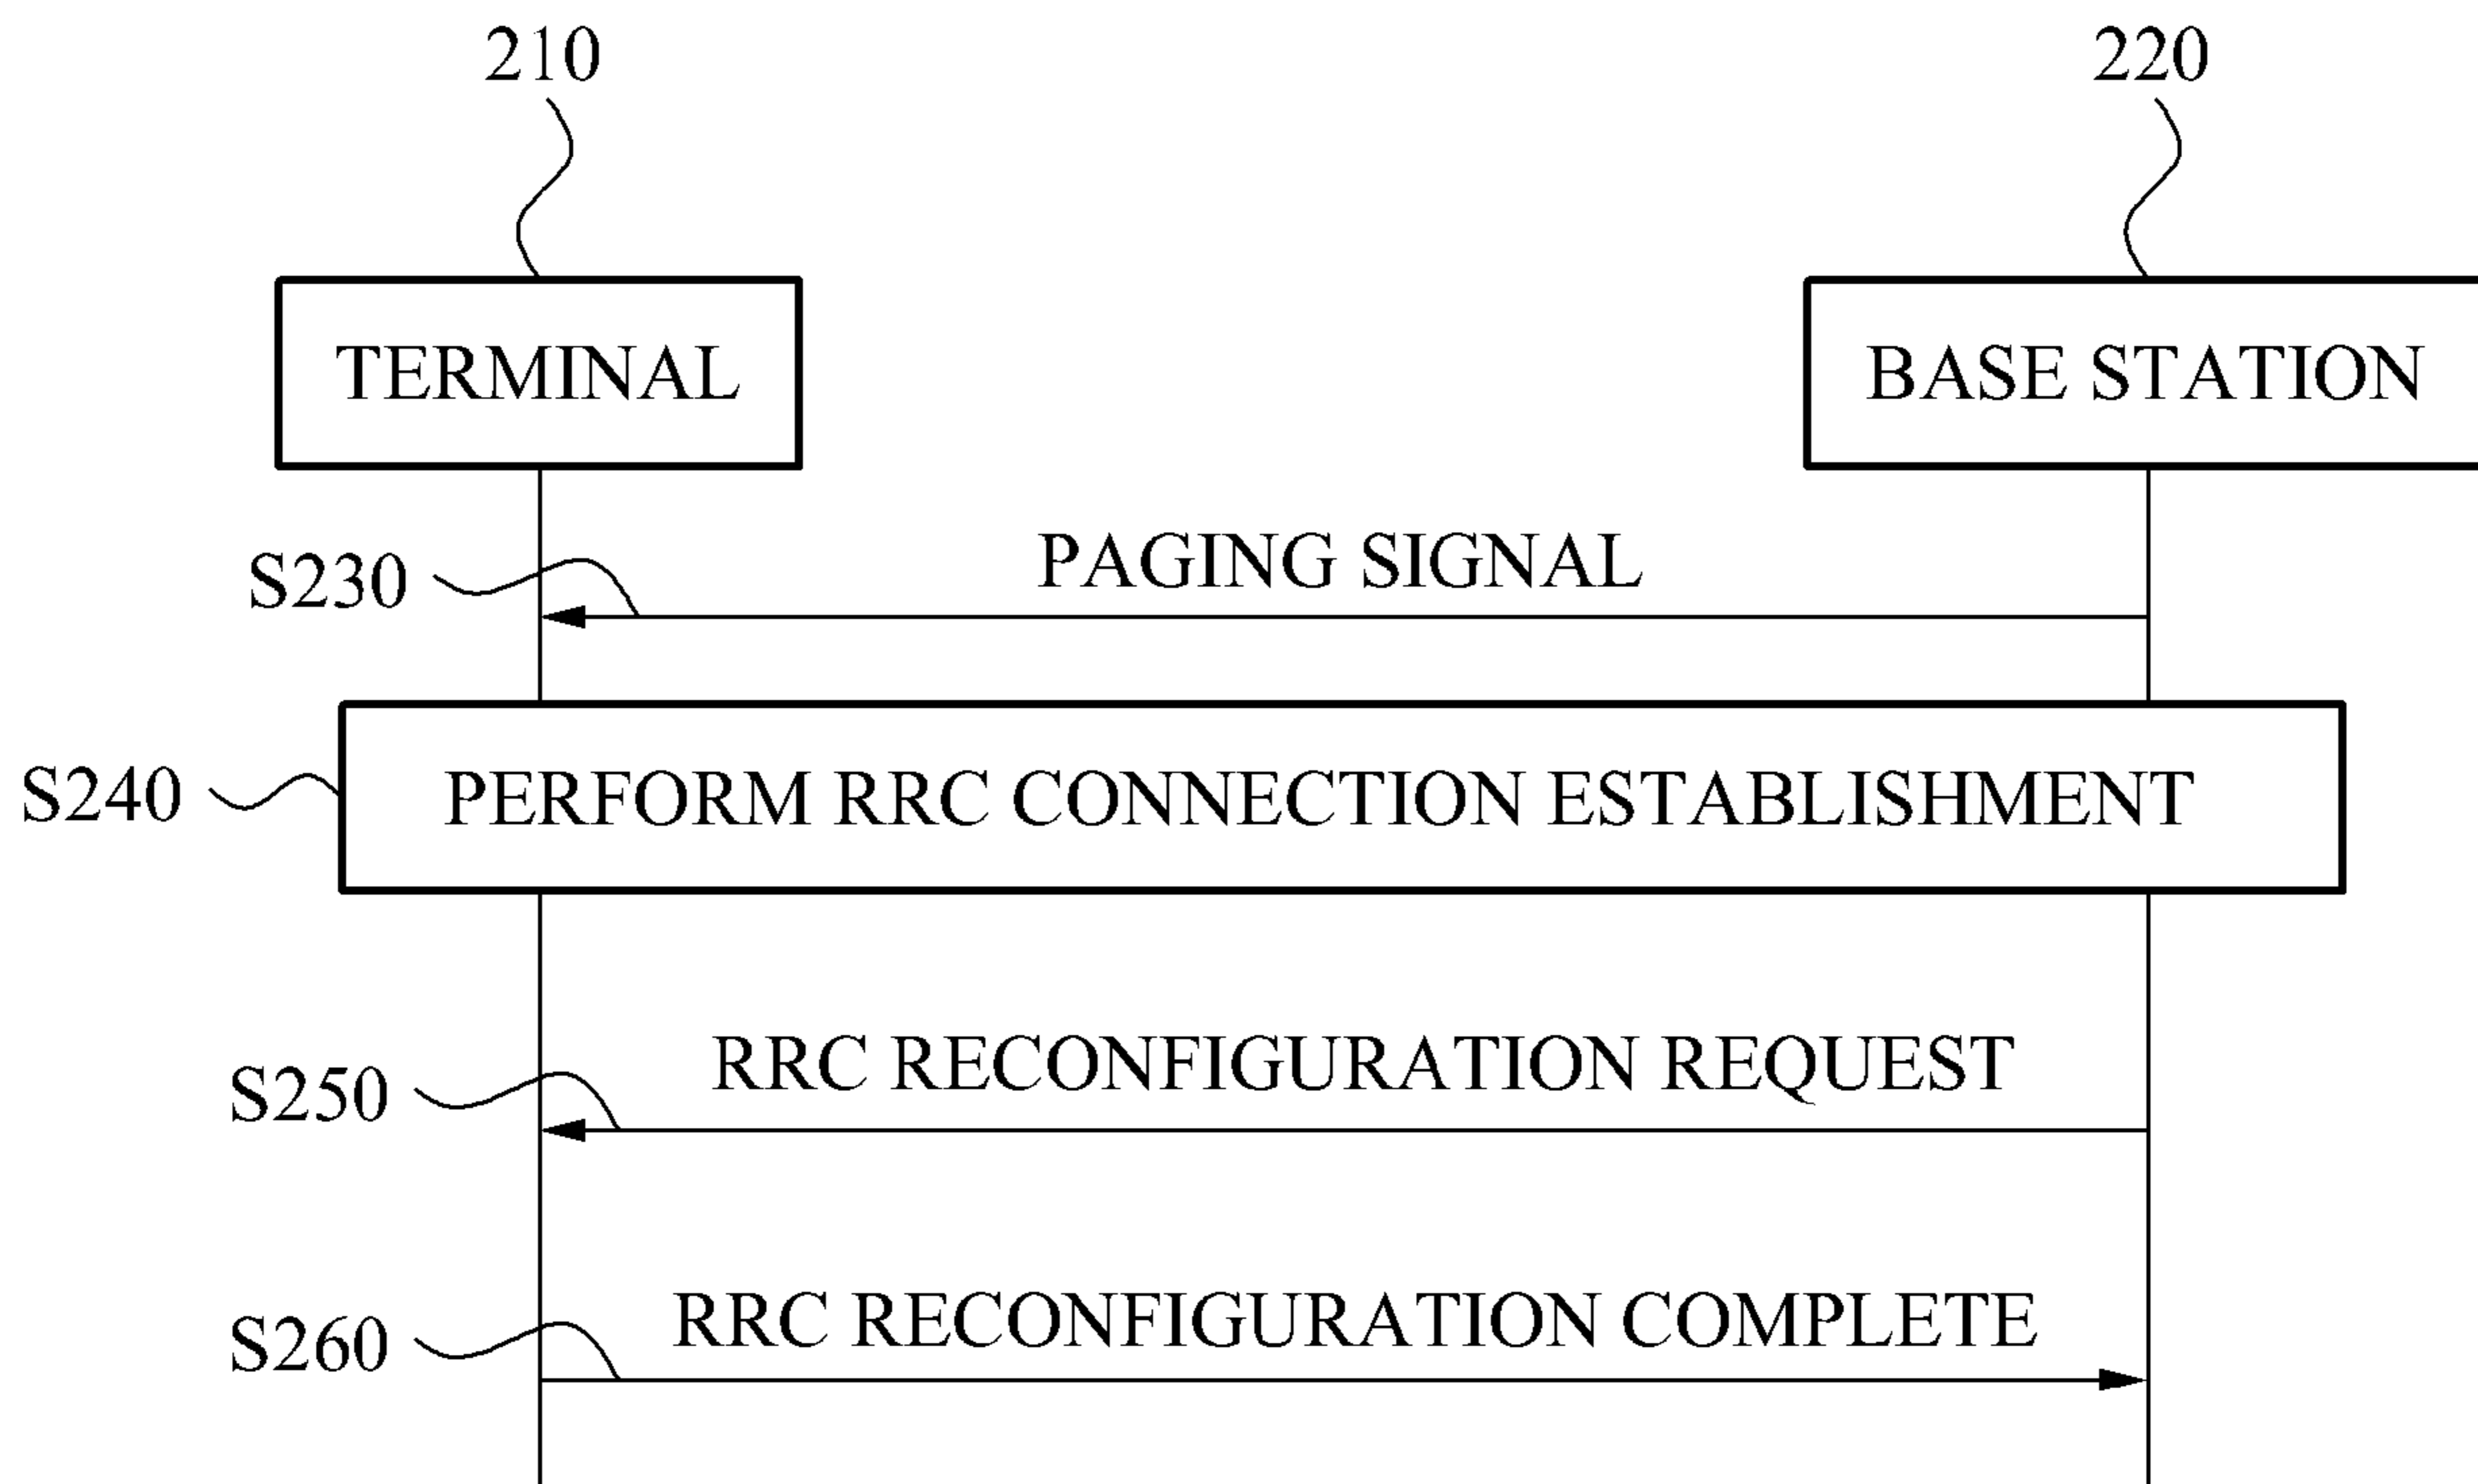 210
220
TERMINAL
BASE STATION
PAGING SIGNAL
S230
PERFORM RRC CONNECTION ESTABLISHMENT
S240
RRC RECONFIGURATION REQUEST
S250
RRC RECONFIGURATION COMPLETE
S260